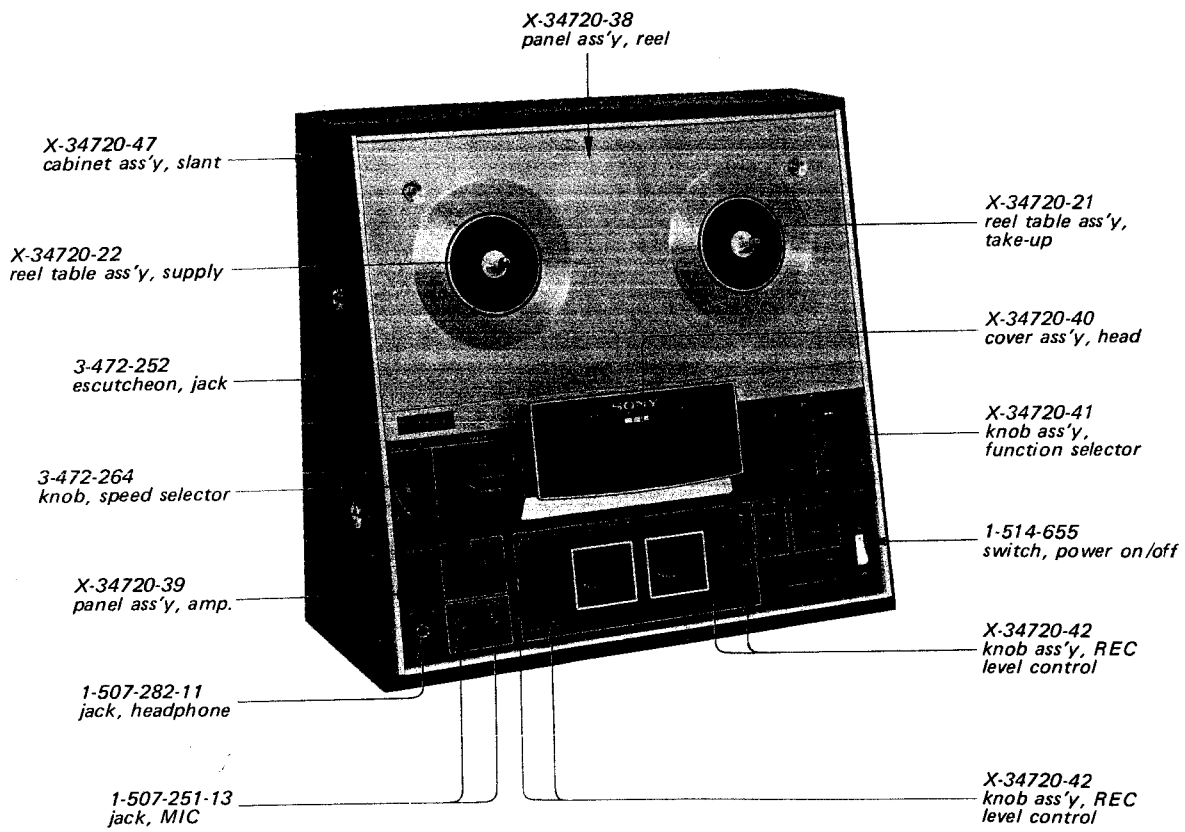 X-34720-38
panel ass'y, reel
X-34720-47
cabinet ass'y, slant
X-34720-22
reel table ass'y, supply
3-472-252
escutcheon, jack
3-472-264
knob, speed selector
X-34720-39
panel ass'y, amp.
1-507-282-11
jack, headphone
1-507-251-13
jack, MIC
SONY
X-34720-21
reel table ass'y,
take-up
X-34720-40
cover ass'y, head
X-34720-41
knob ass'y,
function selector
1-514-655
switch, power on/off
X-34720-42
knob ass'y, REC
level control
X-34720-42
knob ass'y, REC
level control